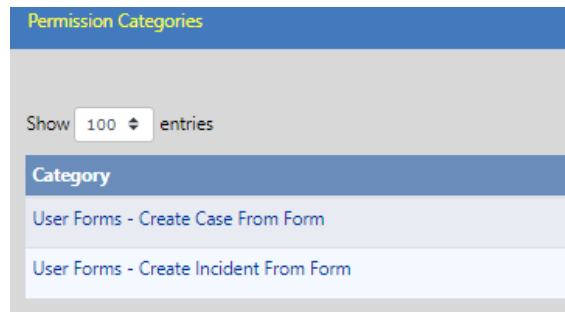 Permission Categories
Show 100 entries
Category
User Forms - Create Case From Form
User Forms - Create Incident From Form